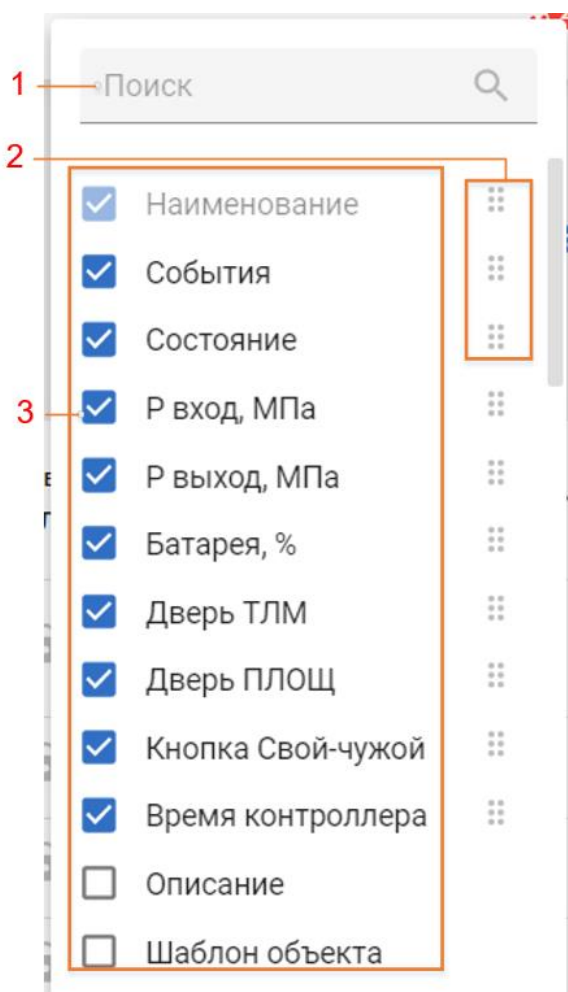 1
Поиск
2
Наименование
События
Состояние
3
Р вход, МПа
Р выход, МПа
Батарея, %
Дверь ТЛМ
Дверь ПЛОЩ
Кнопка Свой-чужой
Время контроллера
Описание
Шаблон объекта